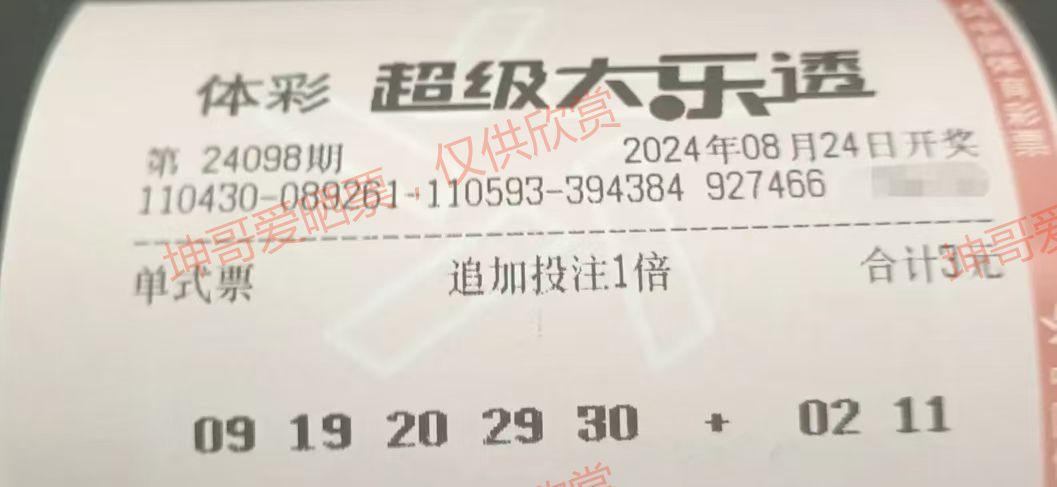 体彩 超级大乐透
第 24098期 2024年08月24日开奖
110430-089261-110593-394384 927466
坤哥爱晒票，仅供欣赏
单式票 追加投注1倍 合计3元
坤哥爱
09 19 20 29 30 + 02 11
欣赏